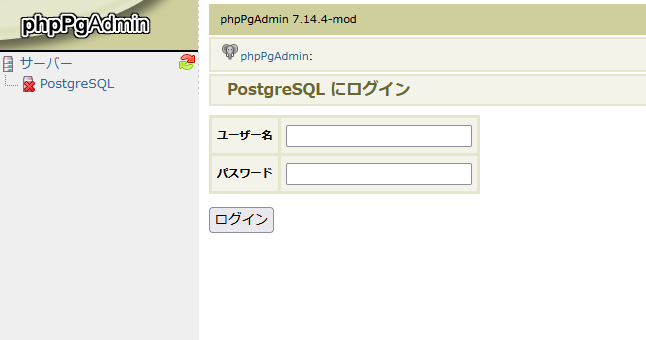 phpPgAdmin
サーバー
PostgreSQL
phpPgAdmin 7.14.4-mod
phpPgAdmin:
PostgreSQL にログイン
ユーザー名
パスワード
ログイン